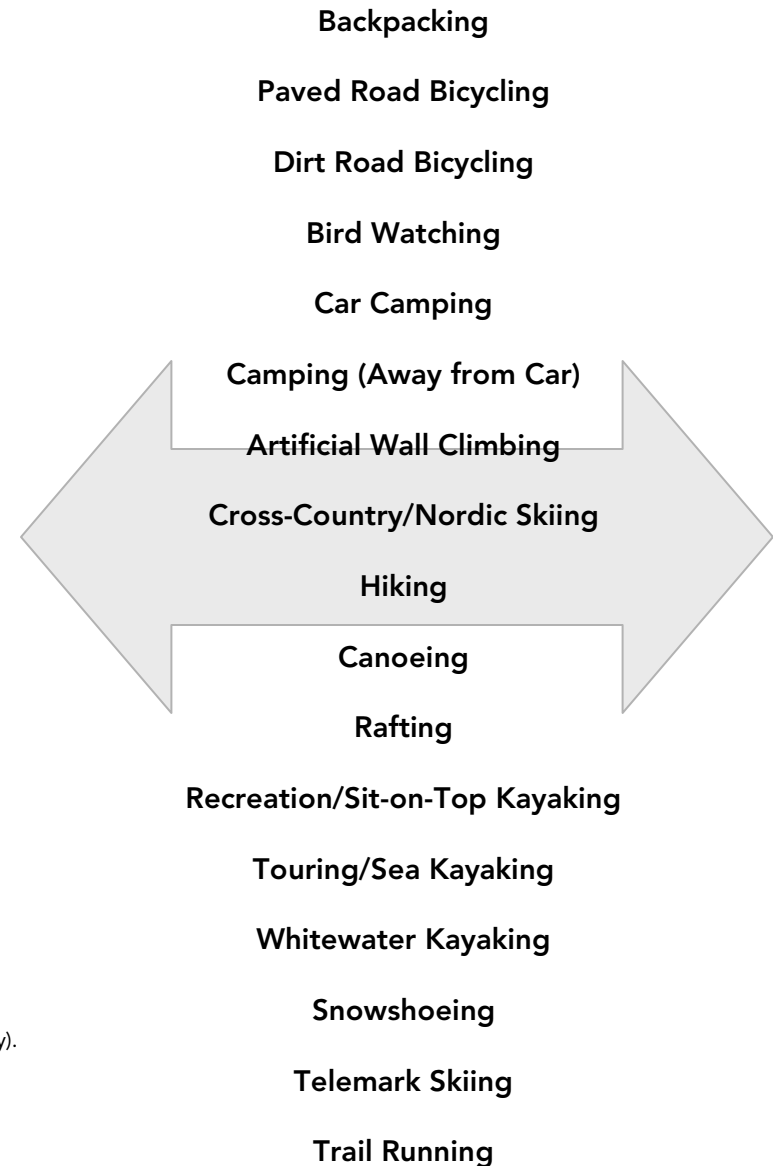 Backpacking
Paved Road Bicycling
Dirt Road Bicycling
Bird Watching
Car Camping
Camping (Away from Car)
Artificial Wall Climbing
Cross-Country/Nordic Skiing
Hiking
Canoeing
Rafting
Recreation/Sit-on-Top Kayaking
Touring/Sea Kayaking
Whitewater Kayaking
Snowshoeing
y).
Telemark Skiing
Trail Running